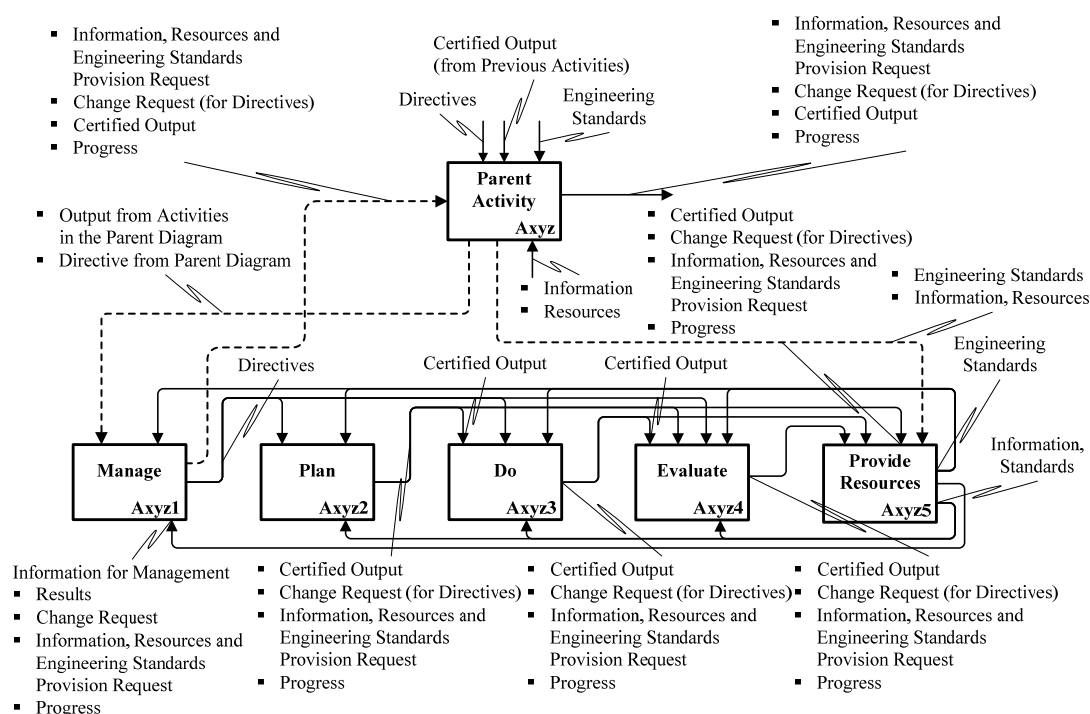 ▪ Information, Resources and
Engineering Standards
Provision Request
▪ Change Request (for Directives)
▪ Certified Output
▪ Progress
Certified Output
(from Previous Activities)
Directives
Engineering
Standards
▪ Information, Resources and
Engineering Standards
Provision Request
▪ Change Request (for Directives)
▪ Certified Output
▪ Progress
Parent
Activity
Axyz
▪ Output from Activities
in the Parent Diagram
▪ Directive from Parent Diagram
▪ Information
▪ Resources
▪ Certified Output
▪ Change Request (for Directives)
▪ Information, Resources and
Engineering Standards
Provision Request
▪ Progress
▪ Engineering Standards
▪ Information, Resources
Directives
Certified Output
Certified Output
Engineering
Standards
Manage
Axyz1
Plan
Axyz2
Do
Axyz3
Evaluate
Axyz4
Provide
Resources
Axyz5
Information,
Standards
Information for Management
▪ Results
▪ Change Request
▪ Information, Resources and
Engineering Standards
Provision Request
▪ Progress
▪ Certified Output
▪ Change Request (for Directives)
▪ Information, Resources and
Engineering Standards
Provision Request
▪ Progress
▪ Certified Output
▪ Change Request (for Directives)
▪ Information, Resources and
Engineering Standards
Provision Request
▪ Progress
▪ Certified Output
▪ Change Request (for Directives)
▪ Information, Resources and
Engineering Standards
Provision Request
▪ Progress